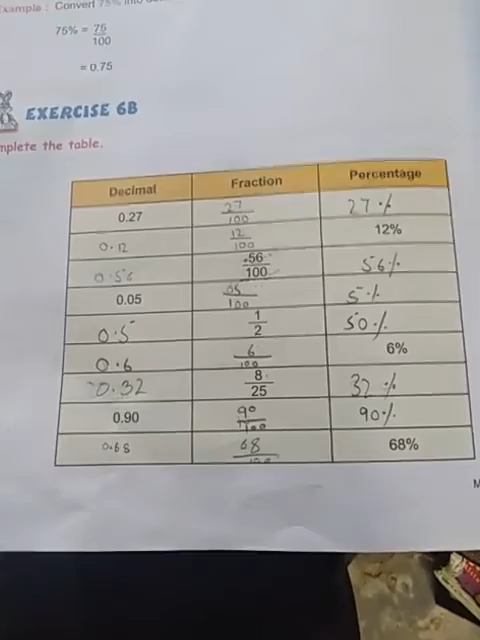 Example : Convert 75% into
75% = 75/100
= 0.75
EXERCISE 6B
mplete the table.
Decimal Fraction Percentage
0.27 27/100 27%
0.12 12/100 12%
0.56 .56/100 56%
0.05 05/100 5%
0.5 1/2 50%
0.6 6/100 6%
0.32 8/25 32%
0.90 90/100 90%
0.68 68/100 68%
M